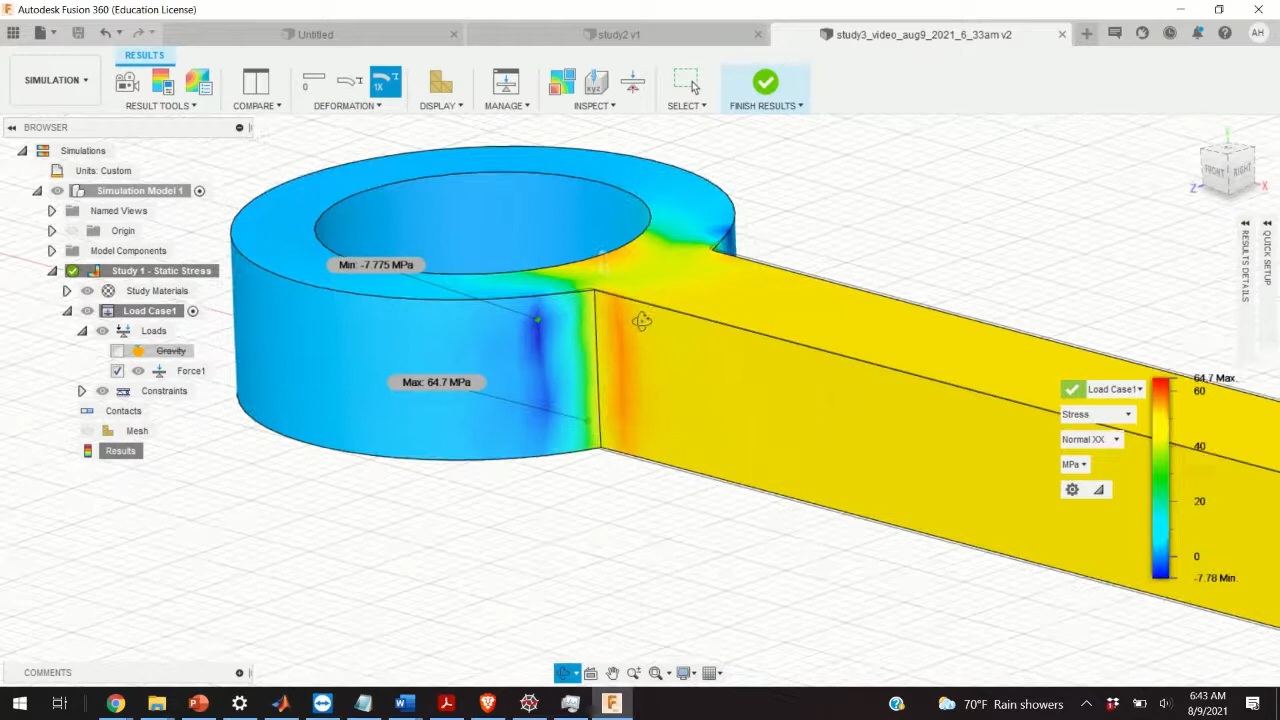 Autodesk Fusion 360 (Education License)
Untitled
study2 v1
study3_video_aug9_2021_6_33am v2
AH
RESULTS
SIMULATION
0
1X
RESULT TOOLS
COMPARE
DEFORMATION
DISPLAY
MANAGE
INSPECT
SELECT
FINISH RESULTS
BROWSER
Simulations
Units: Custom
Simulation Model 1
Named Views
Origin
Model Components
Study 1 - Static Stress
Study Materials
Load Case1
Loads
Gravity
Force1
Constraints
Contacts
Mesh
Results
Min: -7.775 MPa
Max: 64.7 MPa
FRONT
RIGHT
Y
Z
X
RESULTS DETAILS
QUICK SETUP
64.7 Max.
60
40
20
0
-7.78 Min.
Load Case1
Stress
Normal XX
MPa
COMMENTS
70°F Rain showers
6:43 AM
8/9/2021